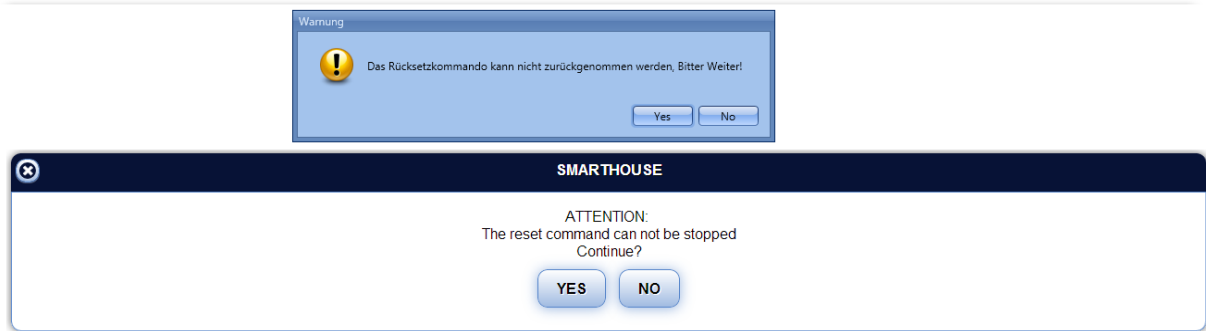 Warnung
Das Rücksetzkommando kann nicht zurückgenommen werden, Bitter Weiter!
Yes
No
SMARTHOUSE
ATTENTION:
The reset command can not be stopped
Continue?
YES
NO